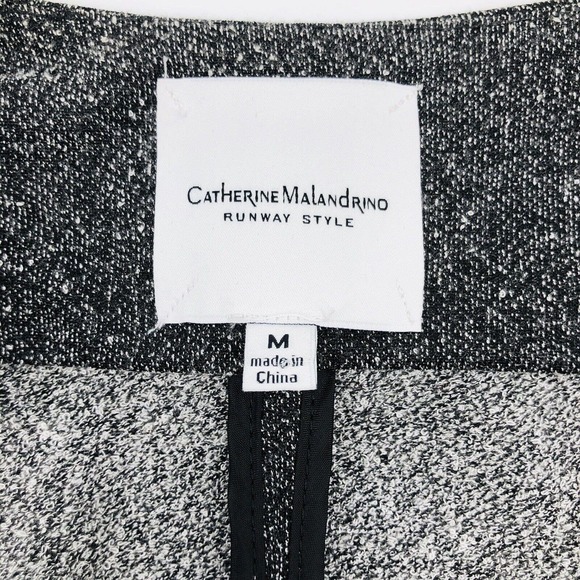 Catherine Malandrino
RUNWAY STYLE
M
made in
China